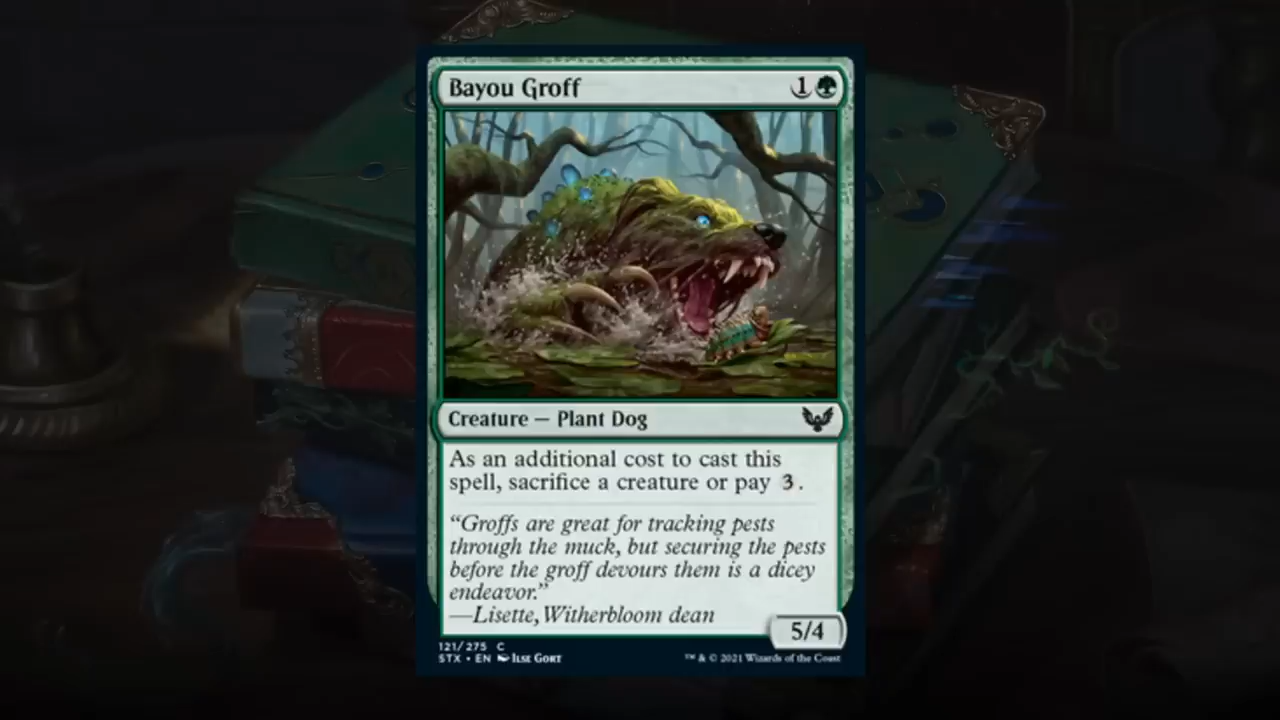 Bayou Groff 1
Creature — Plant Dog
As an additional cost to cast this
spell, sacrifice a creature or pay 3.
“Groffs are great for tracking pests
through the muck, but securing the pests
before the groff devours them is a dicey
endeavor.”
—Lisette, Witherbloom dean
5/4
121/275 C
STX • EN Ilse Gort
™ & © 2021 Wizards of the Coast